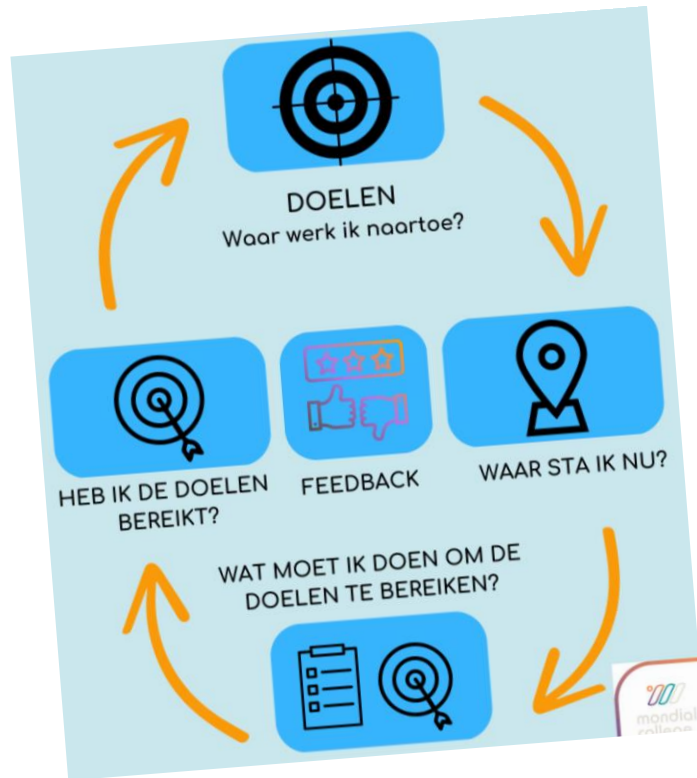 DOELEN
Waar werk ik naartoe?
HEB IK DE DOELEN
BEREIKT?
FEEDBACK
WAAR STA IK NU?
WAT MOET IK DOEN OM DE
DOELEN TE BEREIKEN?
mondial
college